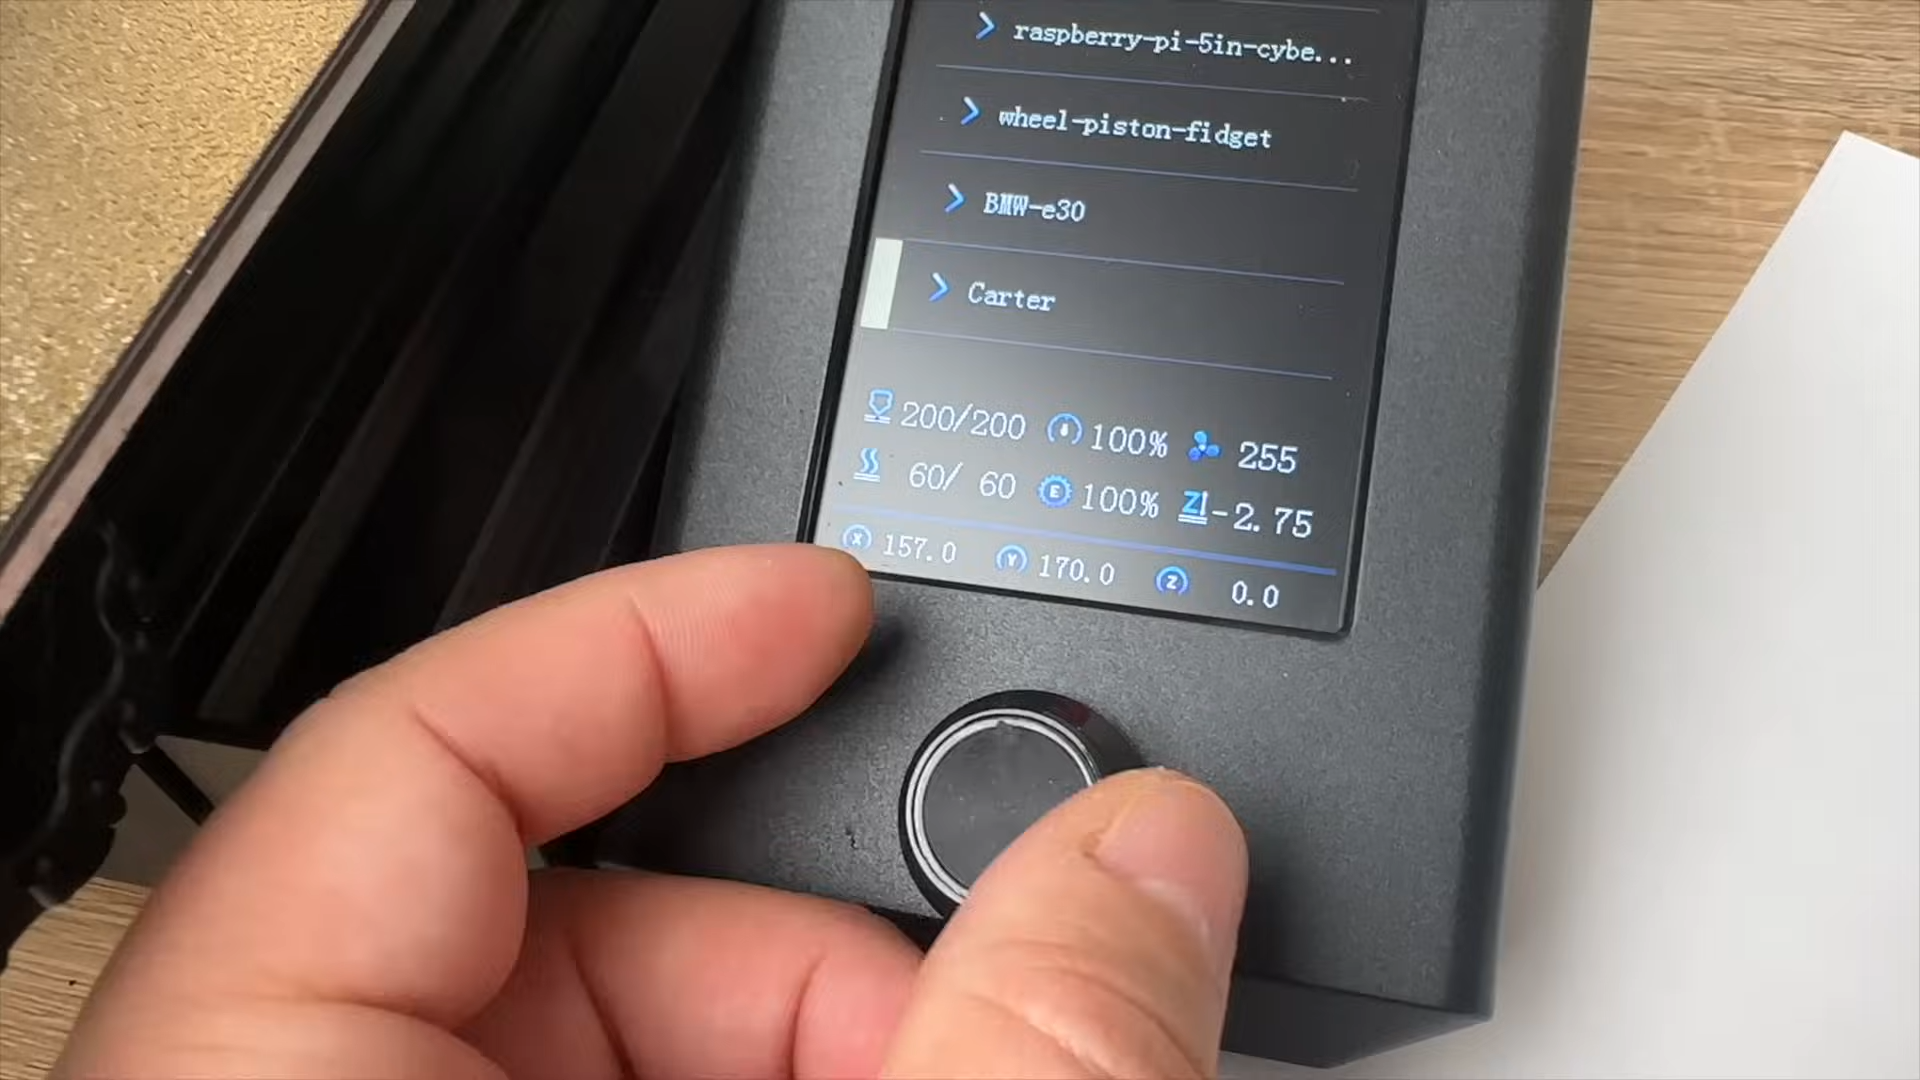 raspberry-pi-5in-cybe...
wheel-piston-fidget
BMW-e30
Carter
200/200 100% 255
60/ 60 E 100% Z -2.75
X 157.0 Y 170.0 Z 0.0